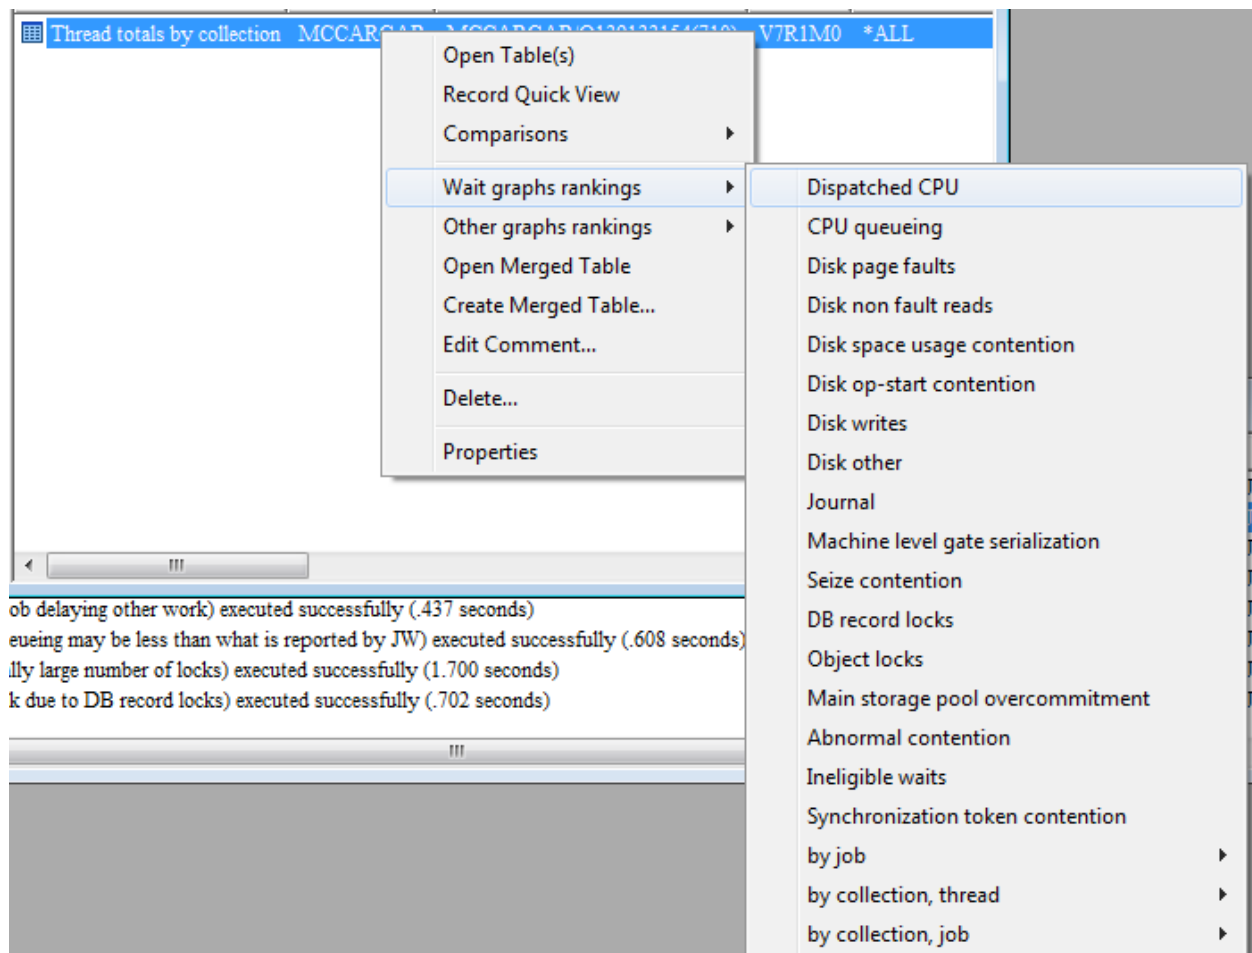 Thread totals by collection MCCARGAR MCCARGAR/Q139133154(710) V7R1M0 *ALL
Open Table(s)
Record Quick View
Comparisons
Wait graphs rankings
Other graphs rankings
Open Merged Table
Create Merged Table...
Edit Comment...
Delete...
Properties
Dispatched CPU
CPU queueing
Disk page faults
Disk non fault reads
Disk space usage contention
Disk op-start contention
Disk writes
Disk other
Journal
Machine level gate serialization
Seize contention
DB record locks
Object locks
Main storage pool overcommitment
Abnormal contention
Ineligible waits
Synchronization token contention
by job
by collection, thread
by collection, job
ob delaying other work) executed successfully (.437 seconds)
eueing may be less than what is reported by JW) executed successfully (.608 seconds)
lly large number of locks) executed successfully (1.700 seconds)
k due to DB record locks) executed successfully (.702 seconds)